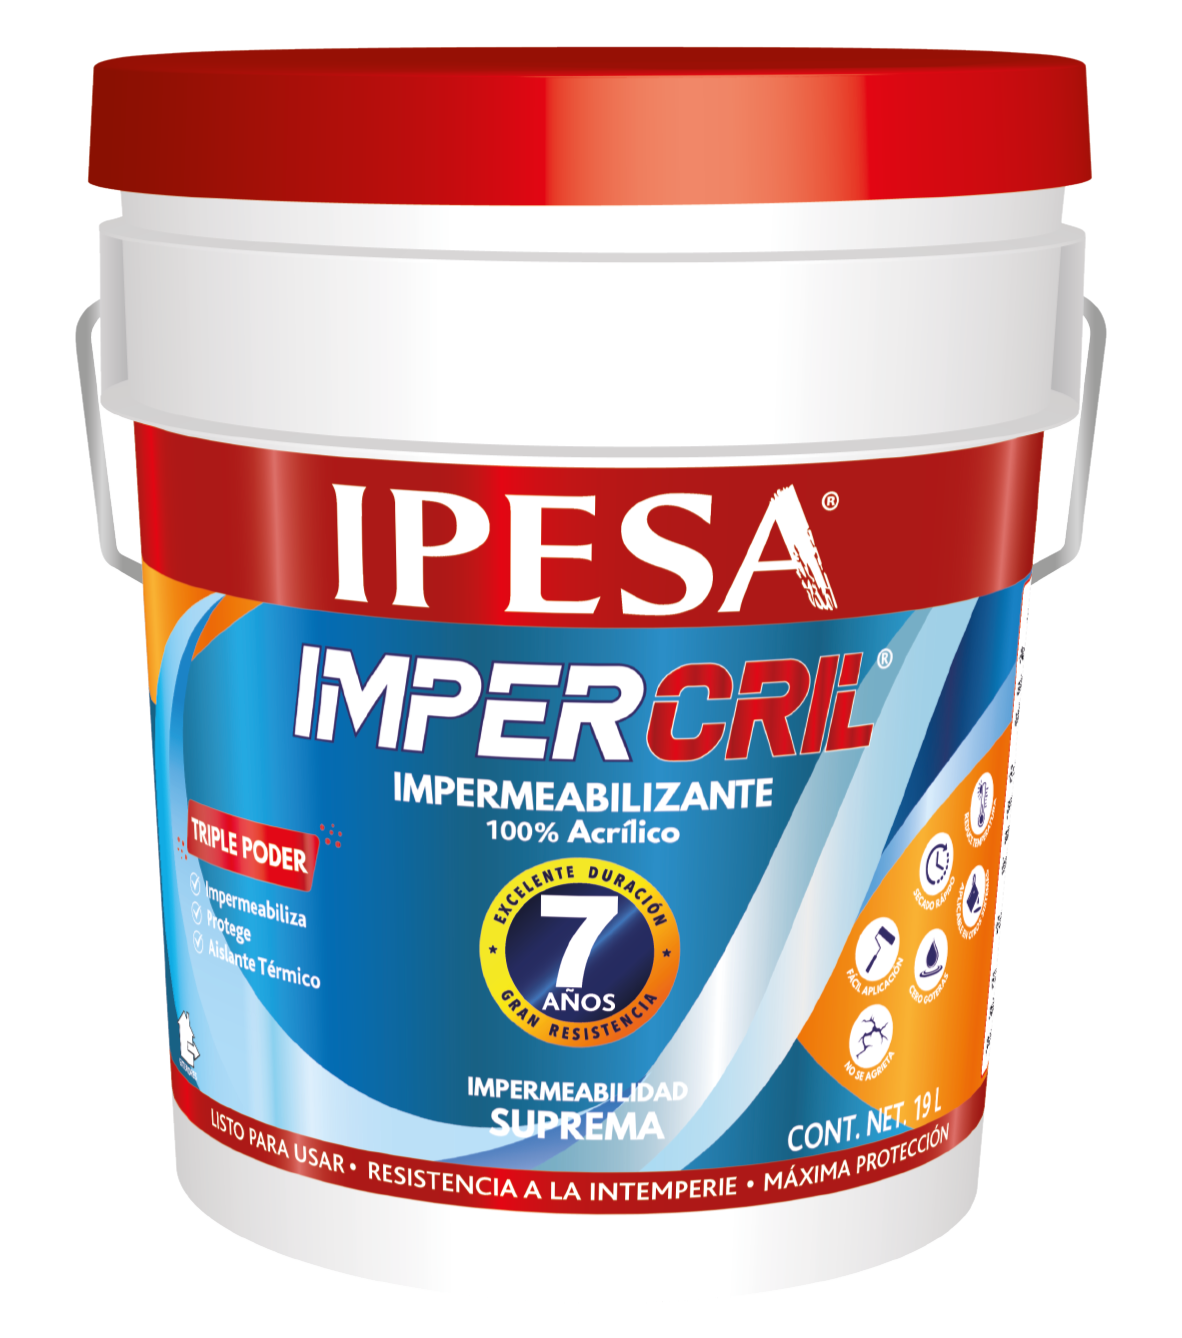 IPESA®
IMPERCRIL®
IMPERMEABILIZANTE
100% Acrílico
TRIPLE PODER
Impermeabiliza
Protege
Aislante Térmico
EXCELENTE DURACIÓN
7
AÑOS
GRAN RESISTENCIA
REDUCE TEMPERATURA
SECADO RÁPIDO
FÁCIL APLICACIÓN
CERO GOTERAS
NO SE AGRIETA
IMPERMEABILIDAD
SUPREMA
CONT. NET. 19 L
LISTO PARA USAR • RESISTENCIA A LA INTEMPERIE • MÁXIMA PROTECCIÓN